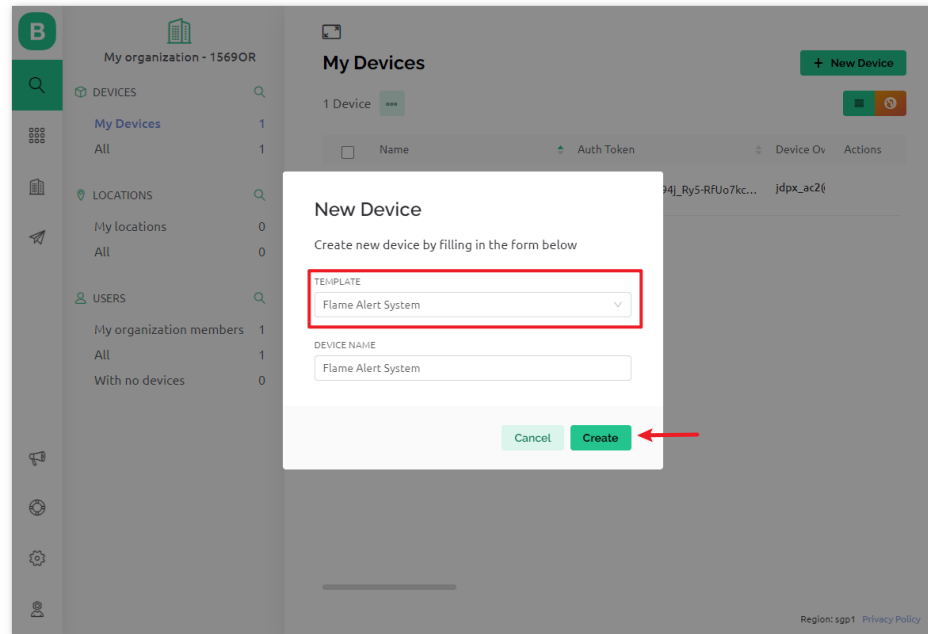 B
My organization - 1569OR
DEVICES
My Devices 1
All 1
LOCATIONS
My locations 0
All 0
USERS
My organization members 1
All 1
With no devices 0
My Devices
+ New Device
1 Device
Name Auth Token Device Ov Actions
94j_Ry5-RfUo7kc... jdpx_ac2@
New Device
Create new device by filling in the form below
TEMPLATE
Flame Alert System
DEVICE NAME
Flame Alert System
Cancel Create
Region: sgp1 Privacy Policy